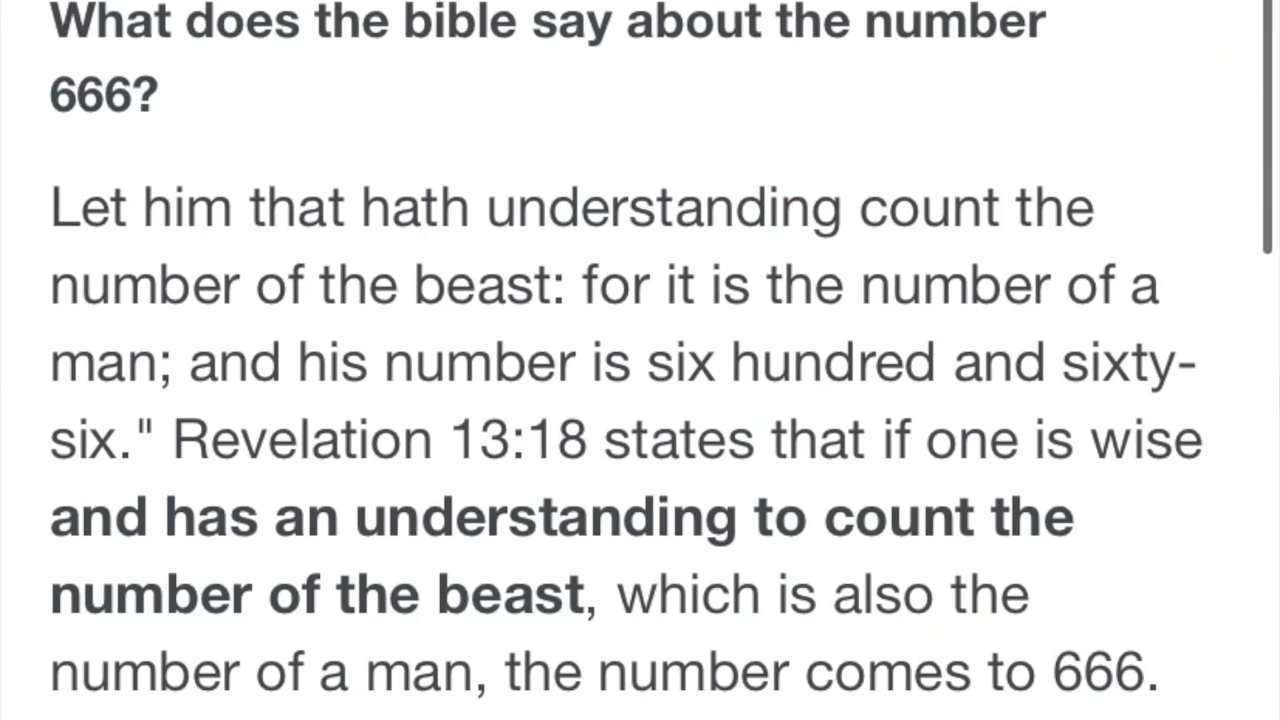 What does the bible say about the number
666?
Let him that hath understanding count the
number of the beast: for it is the number of a
man; and his number is six hundred and sixty-
six." Revelation 13:18 states that if one is wise
and has an understanding to count the
number of the beast, which is also the
number of a man, the number comes to 666.